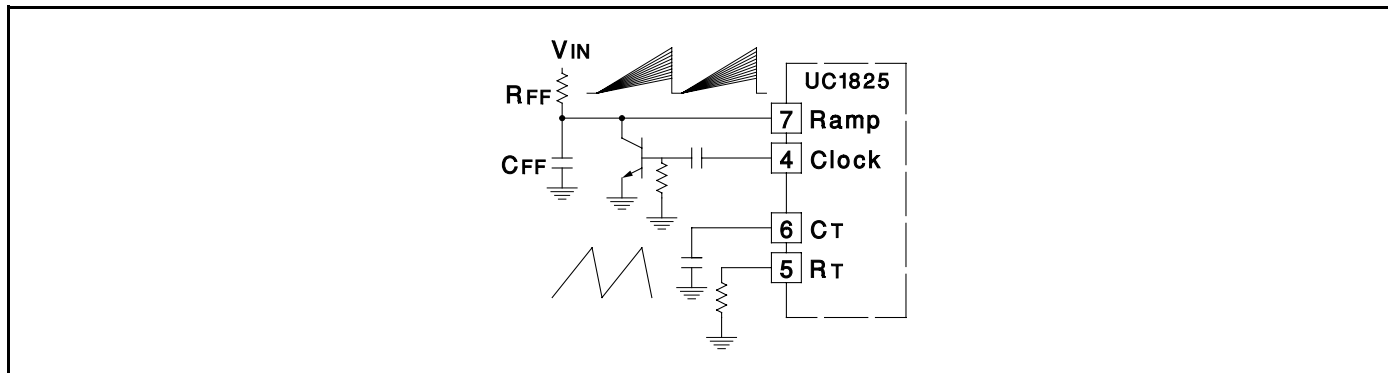 VIN
RFF
CFF
UC1825
7 Ramp
4 Clock
6 CT
5 RT